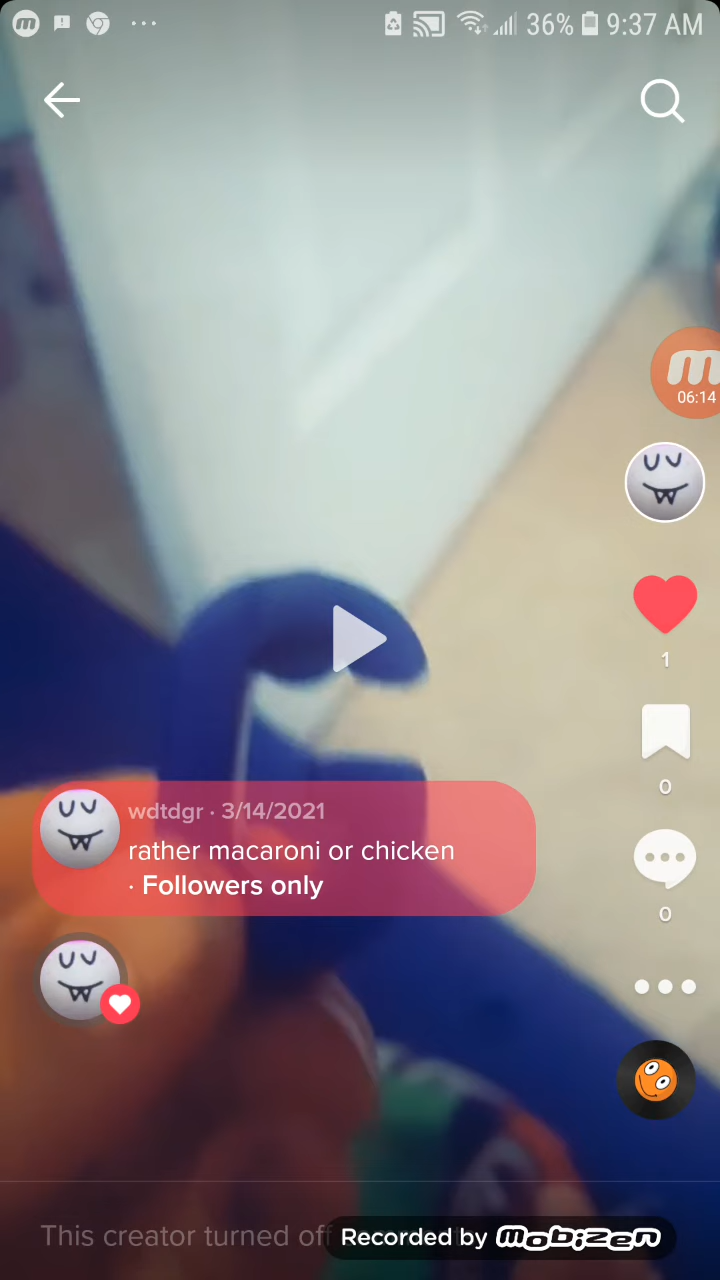 36% 9:37 AM
06:14
1
wdtdgr · 3/14/2021
rather macaroni or chicken
· Followers only
0
0
This creator turned off
Recorded by mobizen